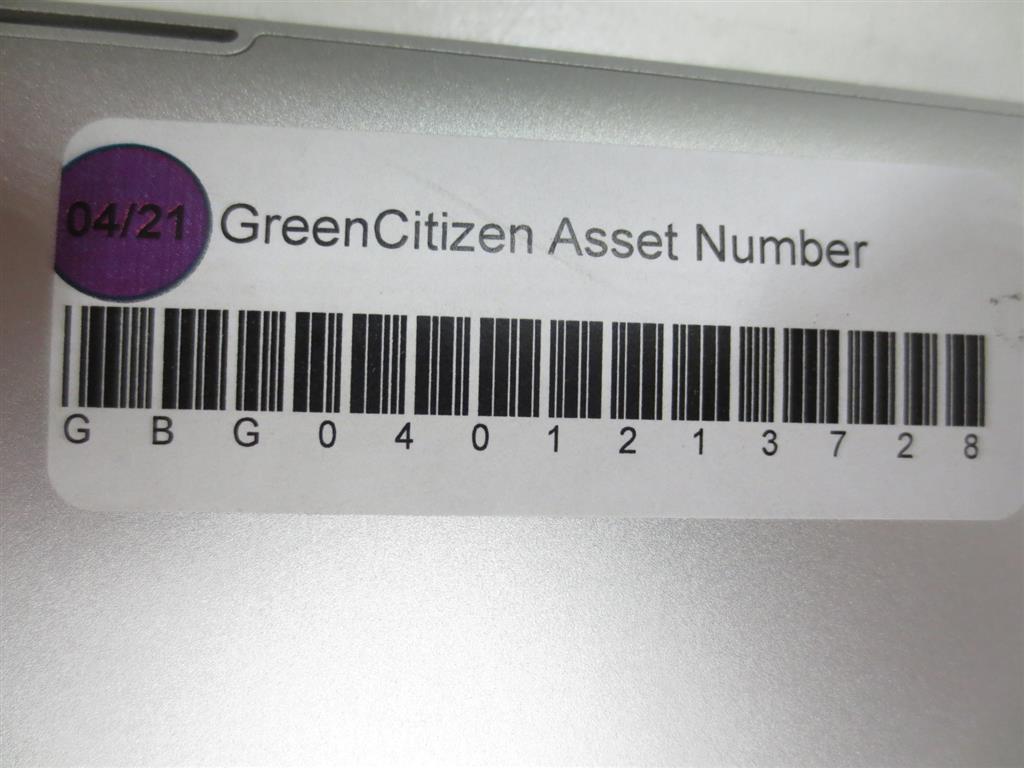 04/21 GreenCitizen Asset Number
G B G 0 4 0 1 2 1 3 7 2 8